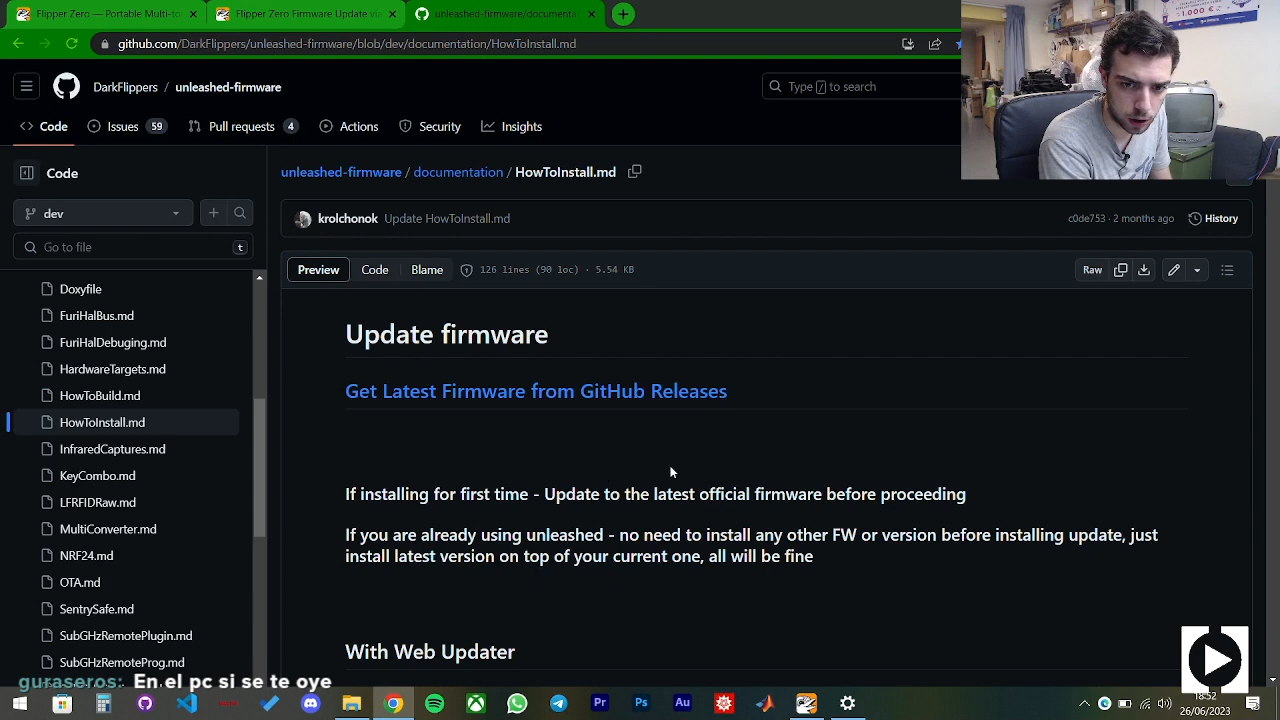 Flipper Zero — Portable Multi-to
Flipper Zero Firmware Update via
unleashed-firmware/documentat
github.com/DarkFlippers/unleashed-firmware/blob/dev/documentation/HowToInstall.md
1.000 €
DarkFlippers / unleashed-firmware
Type / to search
Code
Issues 59
Pull requests 4
Actions
Security
Insights
Code
unleashed-firmware / documentation / HowToInstall.md
dev
krolchonok Update HowToInstall.md
c0de753 · 2 months ago
History
Go to file
t
Preview
Code
Blame
126 lines (90 loc) · 5.54 KB
Raw
Doxyfile
FuriHalBus.md
FuriHalDebuging.md
HardwareTargets.md
HowToBuild.md
HowToInstall.md
InfraredCaptures.md
KeyCombo.md
LFRFIDRaw.md
MultiConverter.md
NRF24.md
OTA.md
SentrySafe.md
SubGHzRemotePlugin.md
SubGHzRemoteProg.md
Update firmware
Get Latest Firmware from GitHub Releases
If installing for first time - Update to the latest official firmware before proceeding
If you are already using unleashed - no need to install any other FW or version before installing update, just
install latest version on top of your current one, all will be fine
With Web Updater
guraseros: En el pc si se te oye
Pr
Ps
Au
26/06/2023